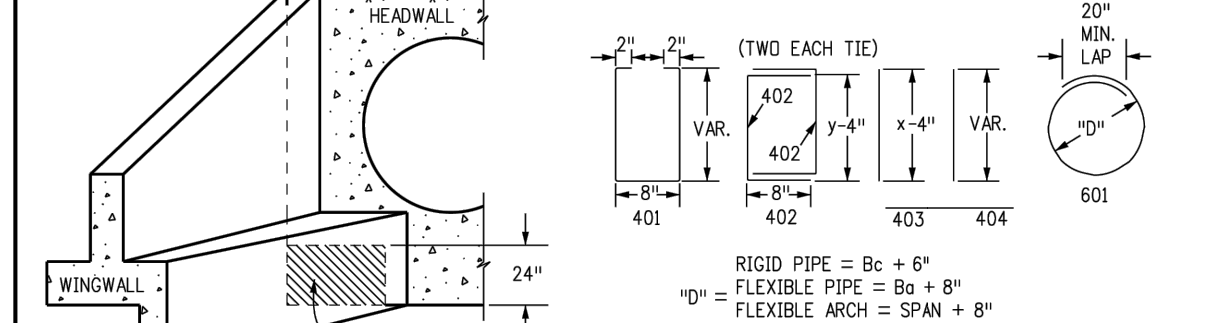 HEADWALL
WINGWALL
24"
2" 2"
(TWO EACH TIE)
VAR.
8"
401
402
402
y-4"
8"
402
x-4"
403
VAR.
404
20"
MIN.
LAP
"D"
601
"D" =
RIGID PIPE = Bc + 6"
FLEXIBLE PIPE = Ba + 8"
FLEXIBLE ARCH = SPAN + 8"